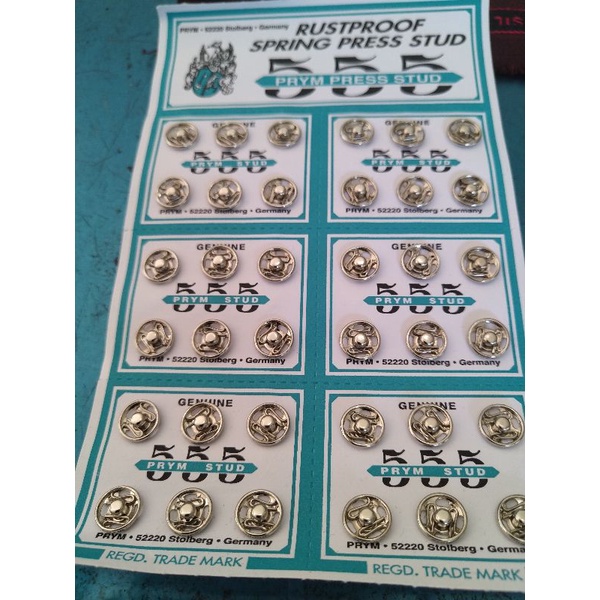 PRYM • 52220 Stolberg • Germany
RUSTPROOF
SPRING PRESS STUD
555
PRYM PRESS STUD
GENUINE
555
PRYM STUD
PRYM • 52220 Stolberg • Germany
GENUINE
555
PRYM STUD
PRYM • 52220 Stolberg • Germany
GENUINE
555
PRYM STUD
PRYM • 52220 Stolberg • Germany
GENUINE
555
PRYM STUD
PRYM • 52220 Stolberg • Germany
GENUINE
555
PRYM STUD
PRYM • 52220 Stolberg • Germany
GENUINE
555
PRYM STUD
PRYM • 52220 Stolberg • Germany
REGD. TRADE MARK
REGD. TRADE MARK